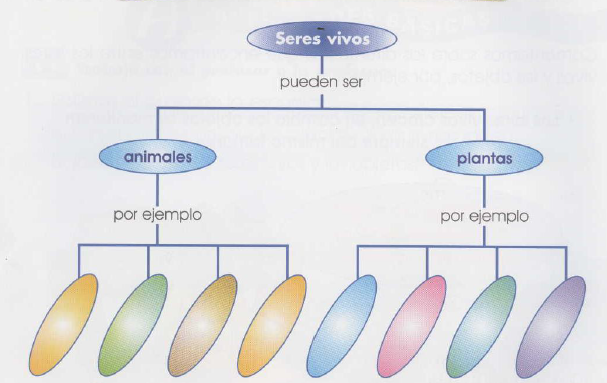 Seres vivos
pueden ser
animales
plantas
por ejemplo
por ejemplo